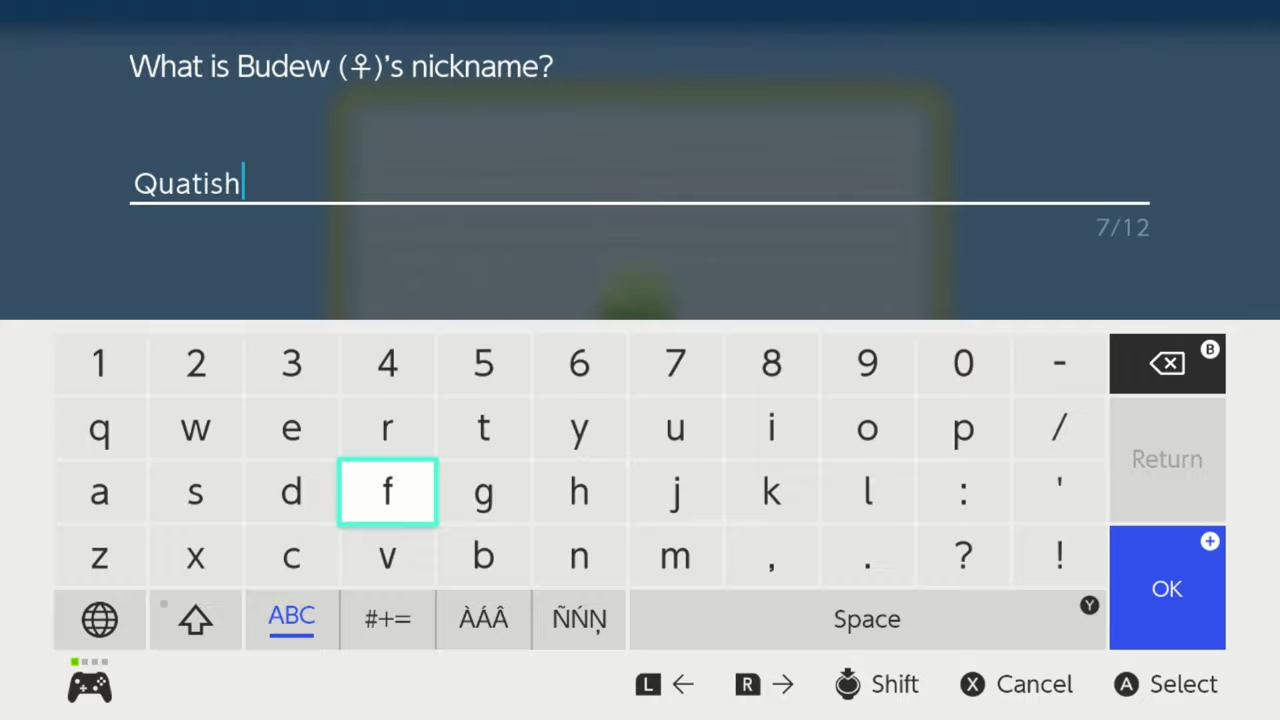 What is Budew (♀)'s nickname?
Quatish
7/12
1 2 3 4 5 6 7 8 9 0 - B
q w e r t y u i o p / Return
a s d f g h j k l : '
z x c v b n m , . ? ! + OK
ABC #+= ÀÁÂ ÑŃŅ Space Y
L ← R → Shift X Cancel A Select